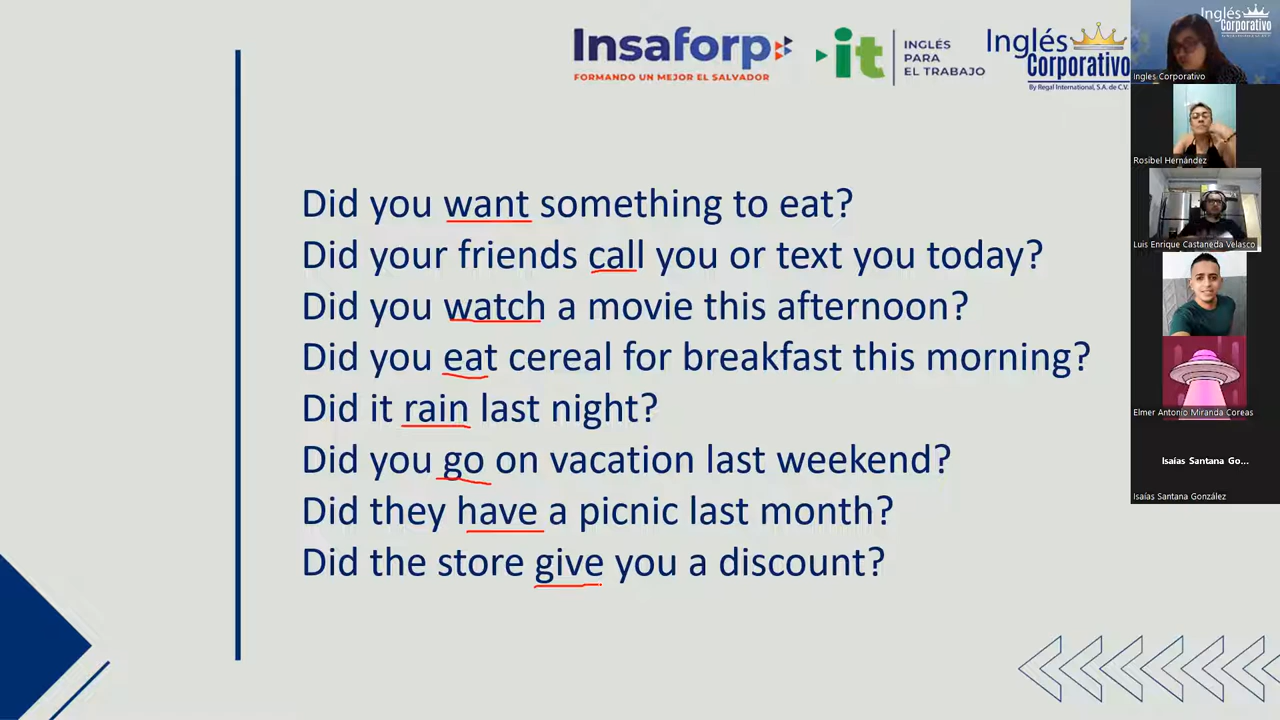 Insaforp
FORMANDO UN MEJOR EL SALVADOR
it
INGLÉS
PARA
EL TRABAJO
Inglés
Corporativo
By Regal International, S.A. de C.V.
Did you want something to eat?
Did your friends call you or text you today?
Did you watch a movie this afternoon?
Did you eat cereal for breakfast this morning?
Did it rain last night?
Did you go on vacation last weekend?
Did they have a picnic last month?
Did the store give you a discount?
Inglés
Corporativo
Ingles Corporativo
Rosibel Hernández
Luis Enrique Castaneda Velasco
Elmer Antonio Miranda Coreas
Isaías Santana Go...
Isaías Santana González